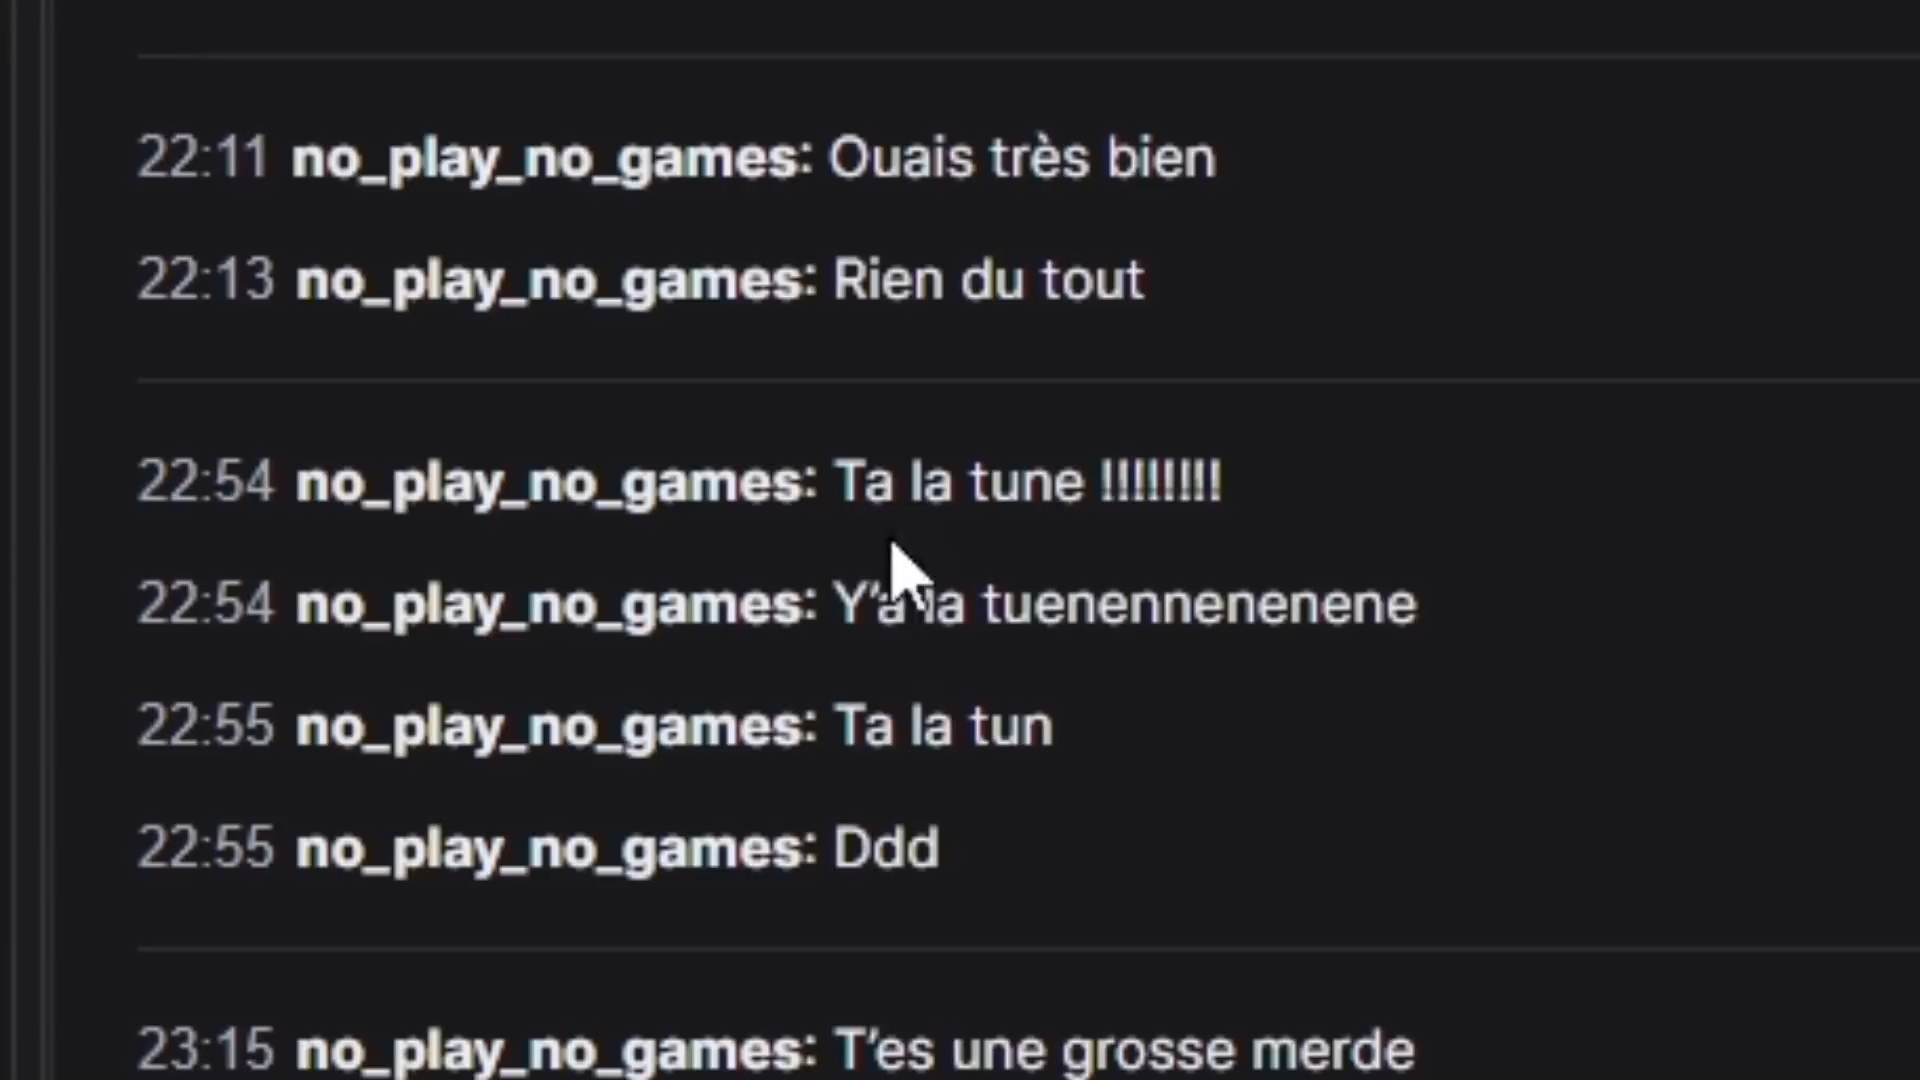 22:11 no_play_no_games: Ouais très bien
22:13 no_play_no_games: Rien du tout
22:54 no_play_no_games: Ta la tune !!!!!!!!
22:54 no_play_no_games: Y'a la tuenennenenene
22:55 no_play_no_games: Ta la tun
22:55 no_play_no_games: Ddd
23:15 no_play_no_games: T'es une grosse merde